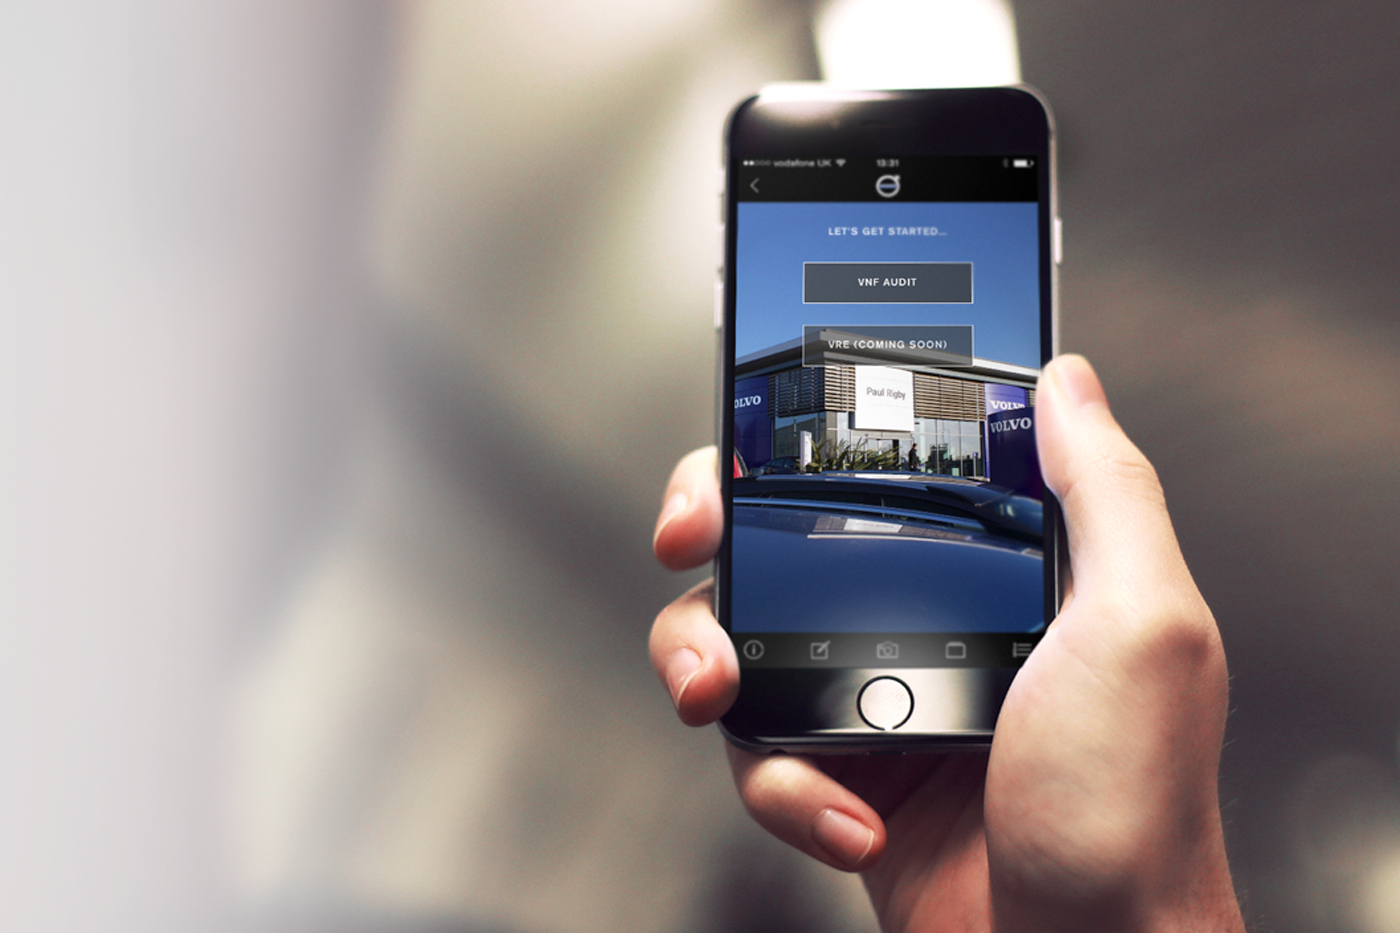 vodafone UK
13:31
LET'S GET STARTED...
VNF AUDIT
VRE (COMING SOON)
Paul Rigby
OLVO
VOLVO
VOLVO